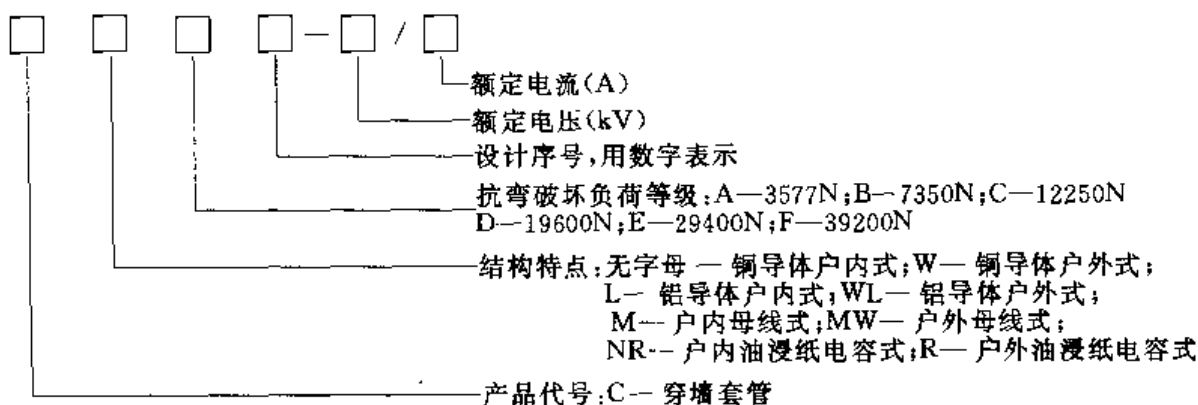 □ □ □ □-□/□
额定电流(A)
额定电压(kV)
设计序号,用数字表示
抗弯破坏负荷等级:A—3577N;B—7350N;C—12250N
D—19600N;E—29400N;F—39200N
结构特点:无字母 — 铜导体户内式;W— 铜导体户外式;
L— 铝导体户内式;WL— 铝导体户外式;
M— 户内母线式;MW— 户外母线式;
NR-- 户内油浸纸电容式;R— 户外油浸纸电容式
产品代号:C-- 穿墙套管